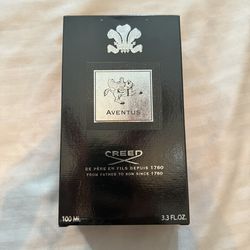 AVENTUS
CREED
DE PÈRE EN FILS DEPUIS 1760
FROM FATHER TO SON SINCE 1760
100 ML 3.3 FL.OZ.